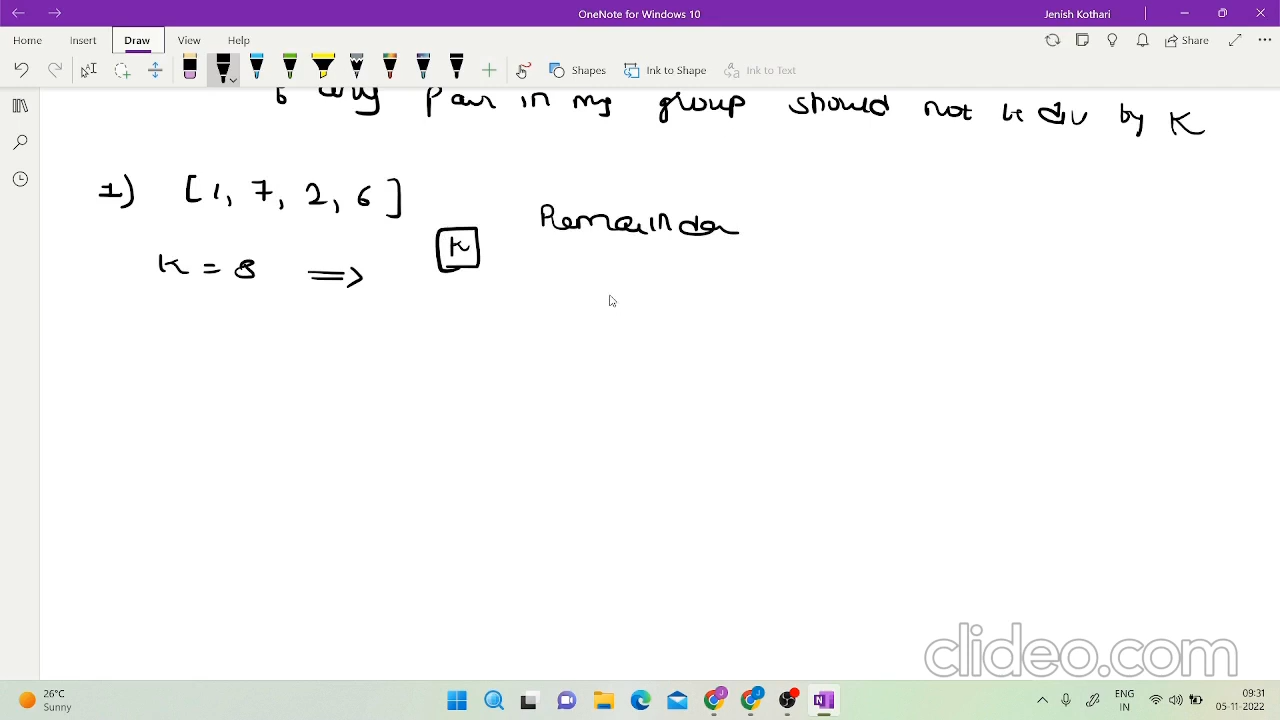 OneNote for Windows 10
Jenish Kothari
Home Insert Draw View Help
Share
Shapes Ink to Shape Ink to Text
any pair in my group should not be div by K
1) [1, 7, 2, 6]
Remainder
K
K = 8 =>
clideo.com
26°C
Sunny
ENG
IN
09:31
03-11-2022